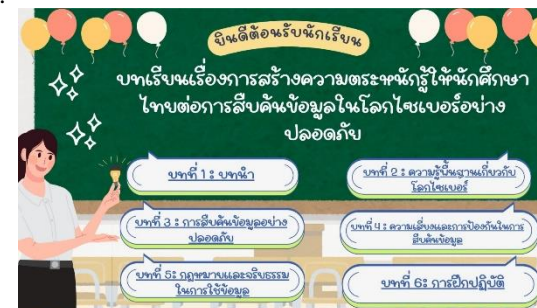 ยินดีต้อนรับนักเรียน
บทเรียนเรื่องการสร้างความตระหนักรู้ให้นักศึกษา
ไทยต่อการสืบค้นข้อมูลในโลกไซเบอร์อย่าง
ปลอดภัย
บทที่ 1 : บทนำ
บทที่ 2 : ความรู้พื้นฐานเกี่ยวกับ
โลกไซเบอร์
บทที่ 3 : การสืบค้นข้อมูลอย่าง
ปลอดภัย
บทที่ 4 : ความเสี่ยงและการป้องกันในการ
สืบค้นข้อมูล
บทที่ 5: กฎหมายและจริยธรรม
ในการใช้ข้อมูล
บทที่ 6: การฝึกปฏิบัติ